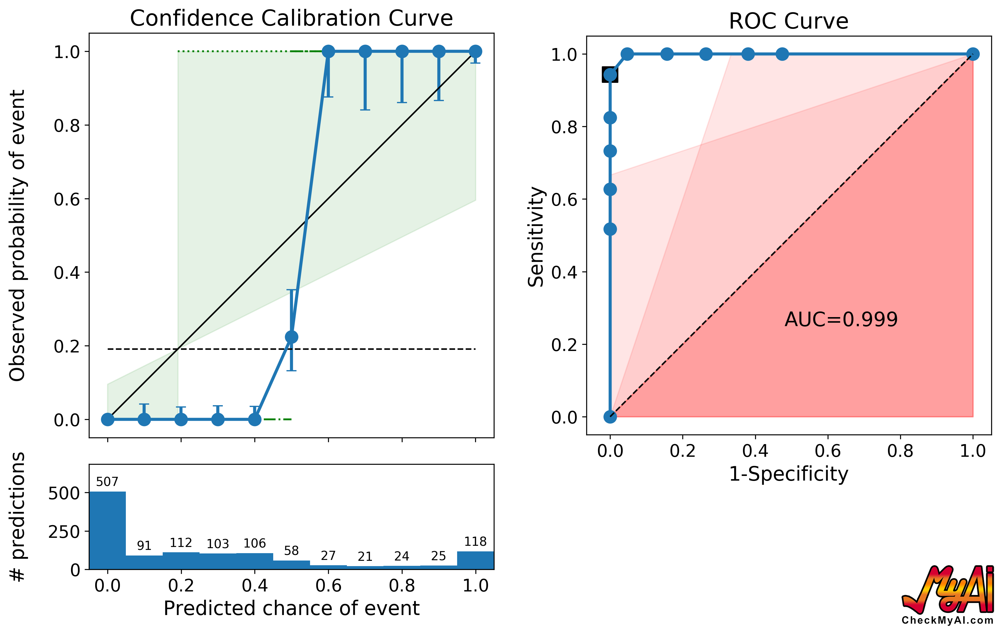 Confidence Calibration Curve
Observed probability of event
1.0
0.8
0.6
0.4
0.2
0.0
# predictions
500
250
0
507
91
112
103
106
58
27
21
24
25
118
0.0 0.2 0.4 0.6 0.8 1.0
Predicted chance of event
ROC Curve
Sensitivity
1.0
0.8
0.6
0.4
0.2
0.0
AUC=0.999
0.0 0.2 0.4 0.6 0.8 1.0
1-Specificity
MyAi
CheckMyAI.com